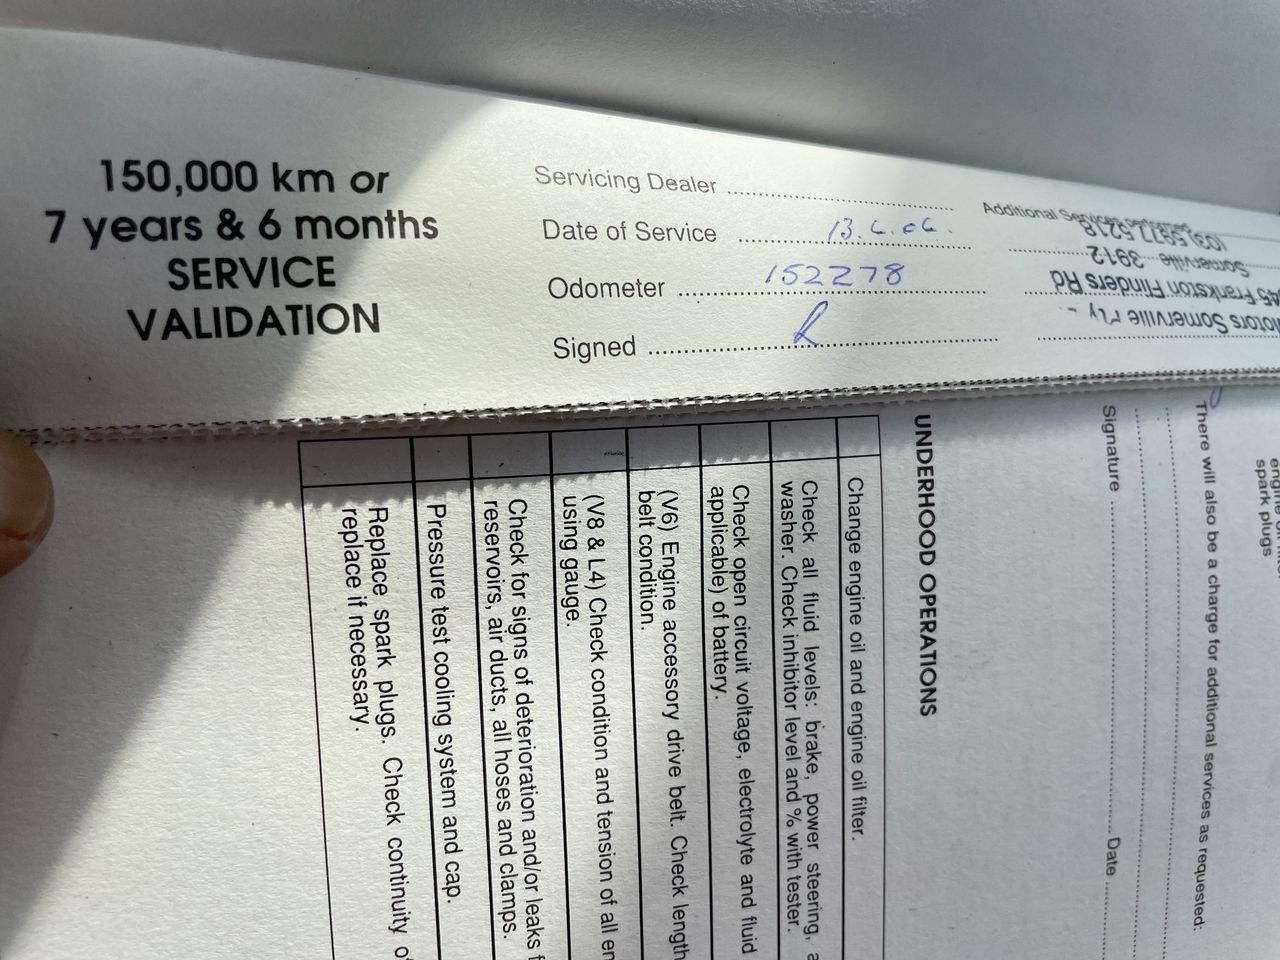 150,000 km or
7 years & 6 months
SERVICE
VALIDATION
Servicing Dealer
Date of Service 13.6.06.
Odometer 152278
Signed
Additional Services
Motors Somerville P/L
45 Frankston Flinders Rd
Somerville 3912
(03) 5977.5218
spark plugs
There will also be a charge for additional services as requested:
Signature Date
UNDERHOOD OPERATIONS
Change engine oil and engine oil filter.
Check all fluid levels: brake, power steering,
washer. Check inhibitor level and % with tester.
Check open circuit voltage, electrolyte and fluid
applicable) of battery.
(V6) Engine accessory drive belt. Check length
belt condition.
(V8 & L4) Check condition and tension of all
using gauge.
Check for signs of deterioration and/or leaks
reservoirs, air ducts, all hoses and clamps.
Pressure test cooling system and cap.
Replace spark plugs. Check continuity
replace if necessary.